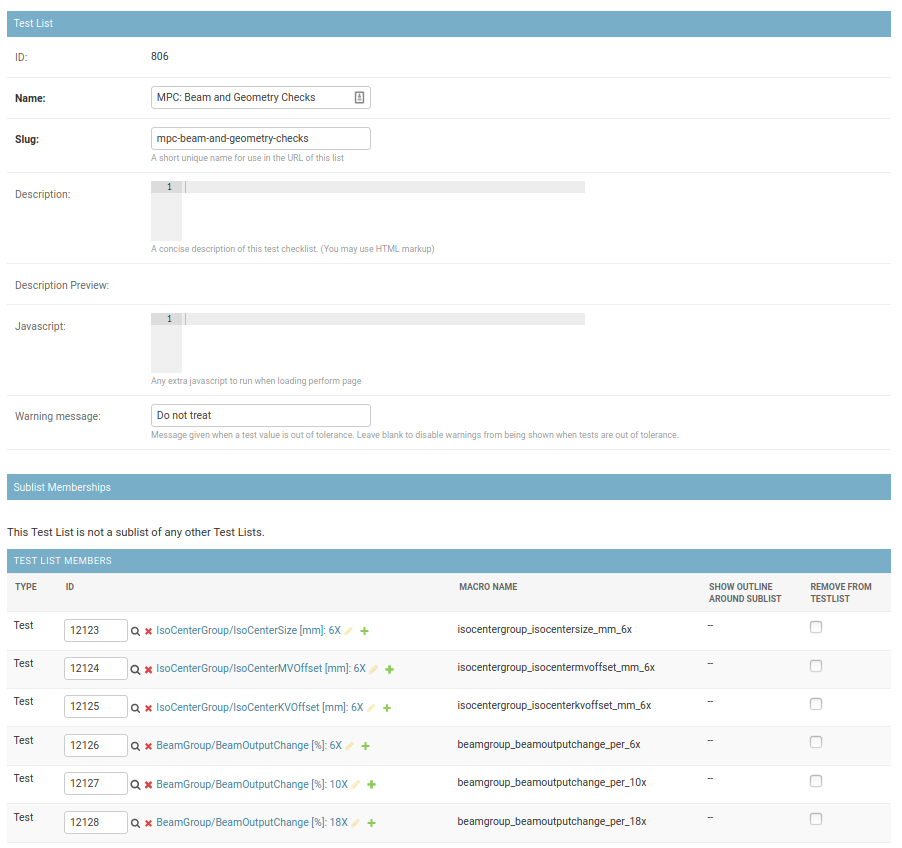 Test List
ID: 806
Name: MPC: Beam and Geometry Checks
Slug: mpc-beam-and-geometry-checks
A short unique name for use in the URL of this list
Description: 1
A concise description of this test checklist. (You may use HTML markup)
Description Preview:
Javascript: 1
Any extra javascript to run when loading perform page
Warning message: Do not treat
Message given when a test value is out of tolerance. Leave blank to disable warnings from being shown when tests are out of tolerance.
Sublist Memberships
This Test List is not a sublist of any other Test Lists.
TEST LIST MEMBERS
TYPE ID MACRO NAME SHOW OUTLINE AROUND SUBLIST REMOVE FROM TESTLIST
Test 12123 IsoCenterGroup/IsoCenterSize [mm]: 6X isocentergroup_isocentersize_mm_6x --
Test 12124 IsoCenterGroup/IsoCenterMVOffset [mm]: 6X isocentergroup_isocentermvoffset_mm_6x --
Test 12125 IsoCenterGroup/IsoCenterKVOffset [mm]: 6X isocentergroup_isocenterkvoffset_mm_6x --
Test 12126 BeamGroup/BeamOutputChange [%]: 6X beamgroup_beamoutputchange_per_6x --
Test 12127 BeamGroup/BeamOutputChange [%]: 10X beamgroup_beamoutputchange_per_10x --
Test 12128 BeamGroup/BeamOutputChange [%]: 18X beamgroup_beamoutputchange_per_18x --